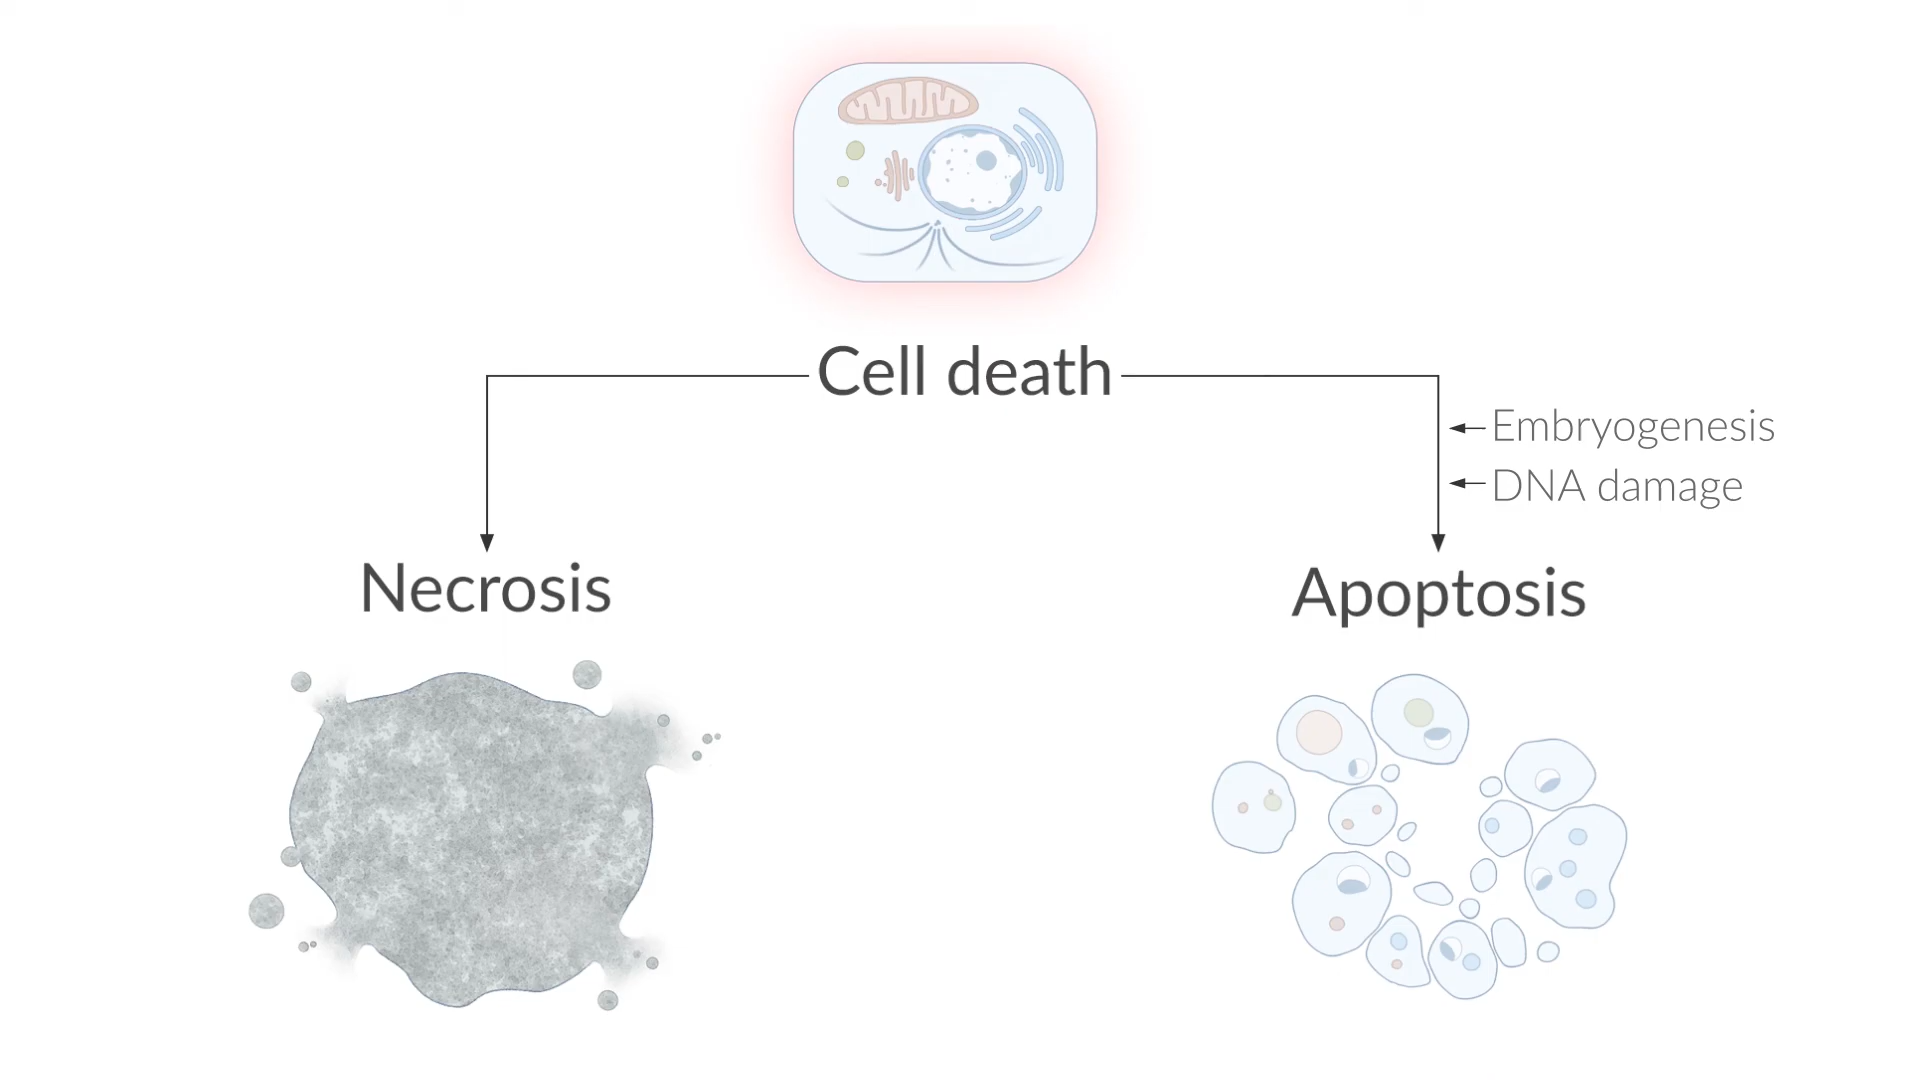 Cell death
Embryogenesis
DNA damage
Necrosis
Apoptosis